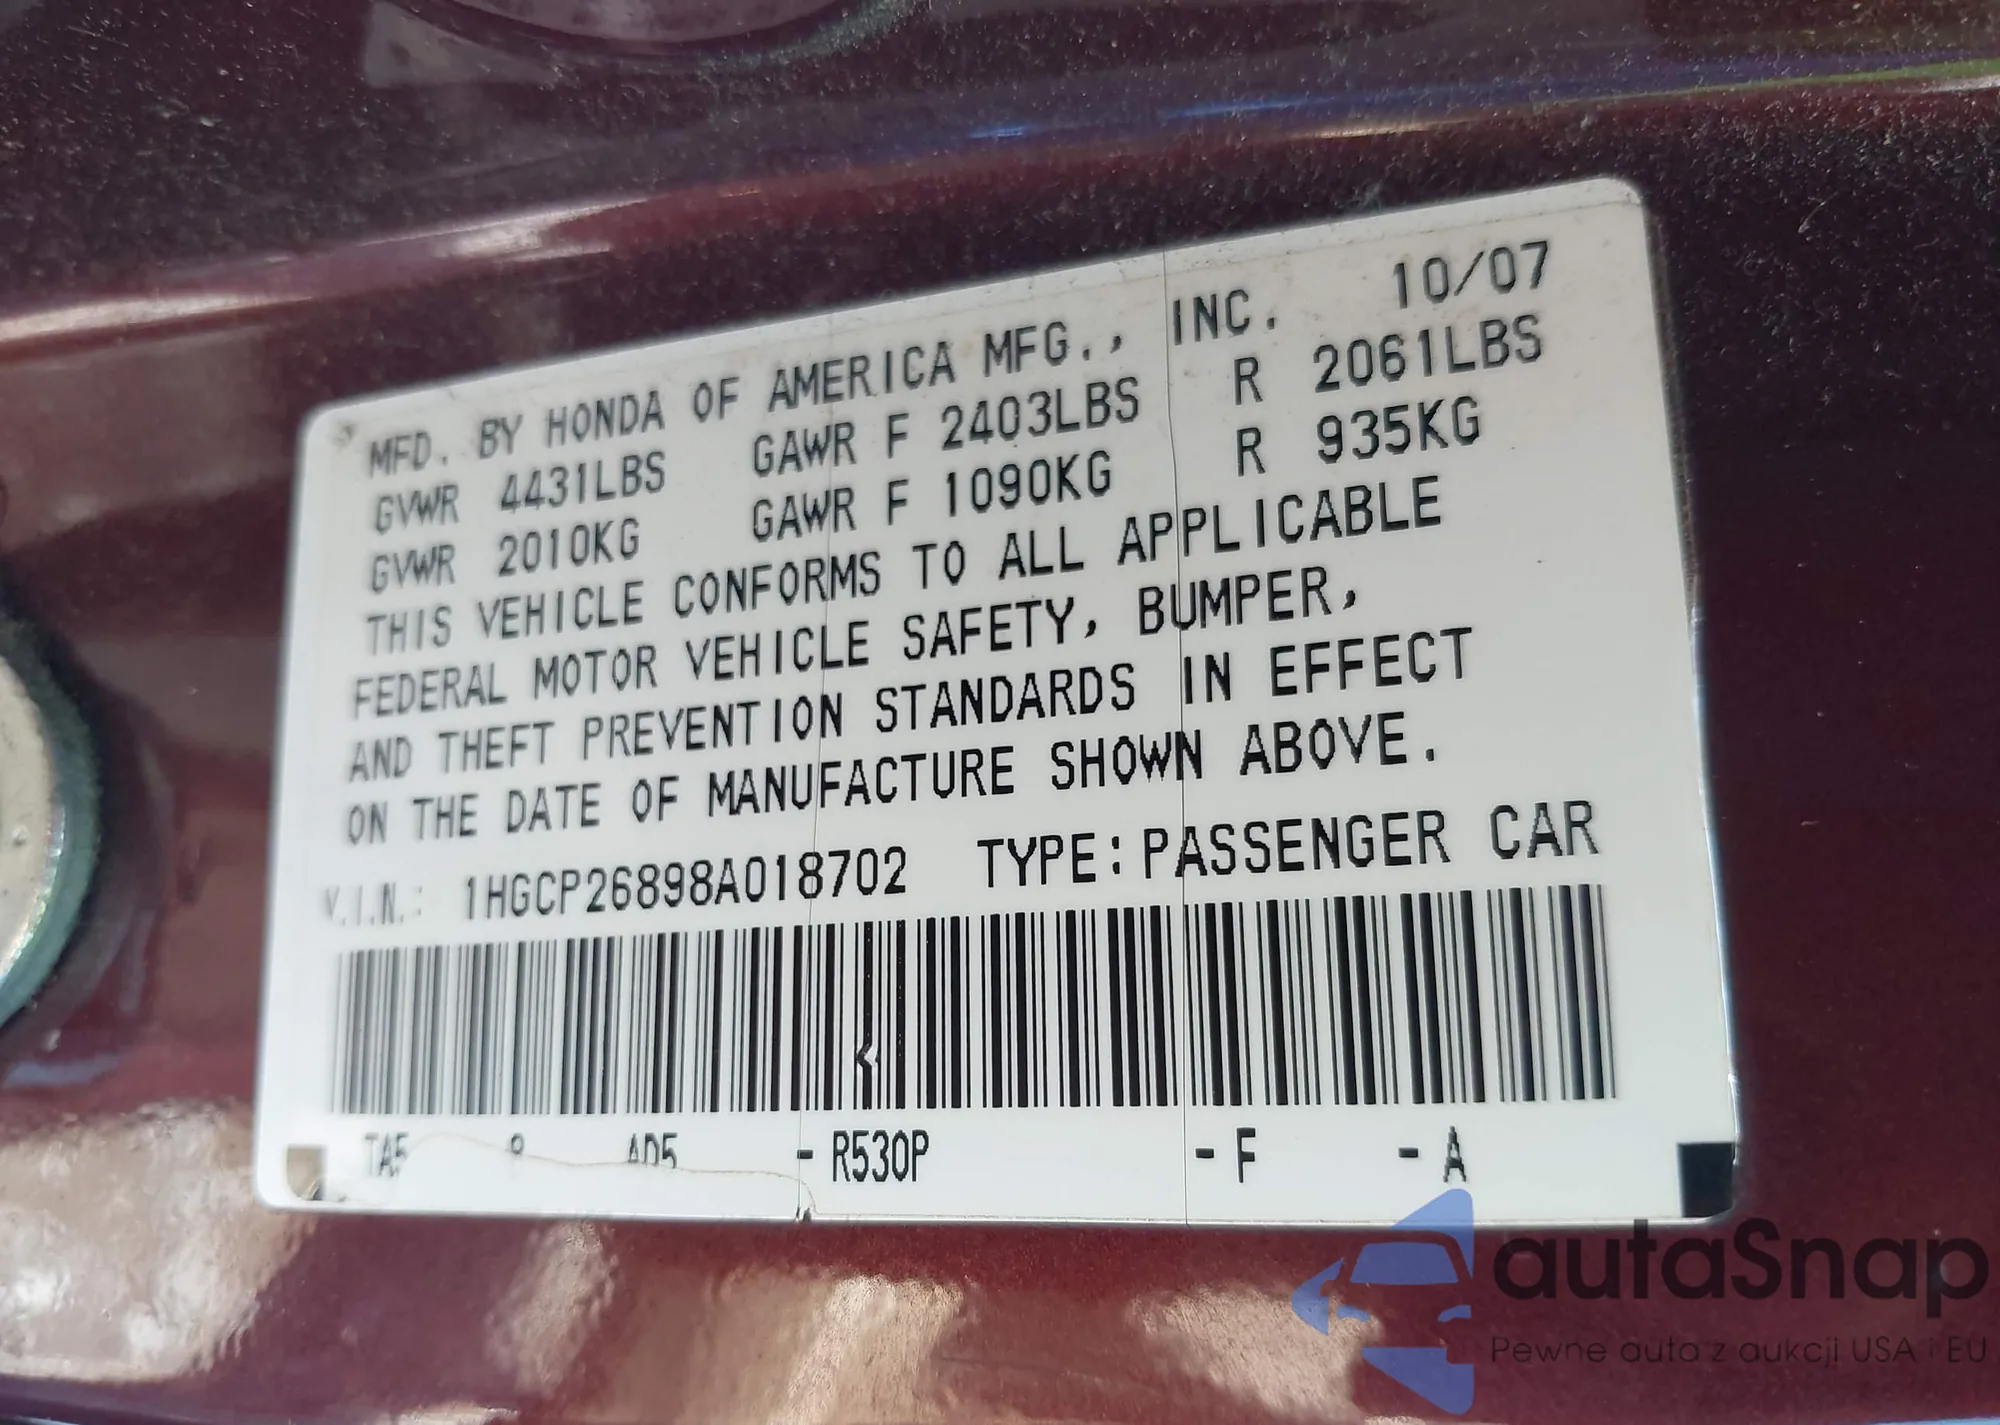 MFD. BY HONDA OF AMERICA MFG., INC. 10/07
GVWR 4431LBS GAWR F 2403LBS R 2061LBS
GVWR 2010KG GAWR F 1090KG R 935KG
THIS VEHICLE CONFORMS TO ALL APPLICABLE
FEDERAL MOTOR VEHICLE SAFETY, BUMPER,
AND THEFT PREVENTION STANDARDS IN EFFECT
ON THE DATE OF MANUFACTURE SHOWN ABOVE.
V.I.N.: 1HGCP26898A018702 TYPE:PASSENGER CAR
TA5 AD5 - R530P - F - A
autaSnap
Pewne auta z aukcji USA i EU